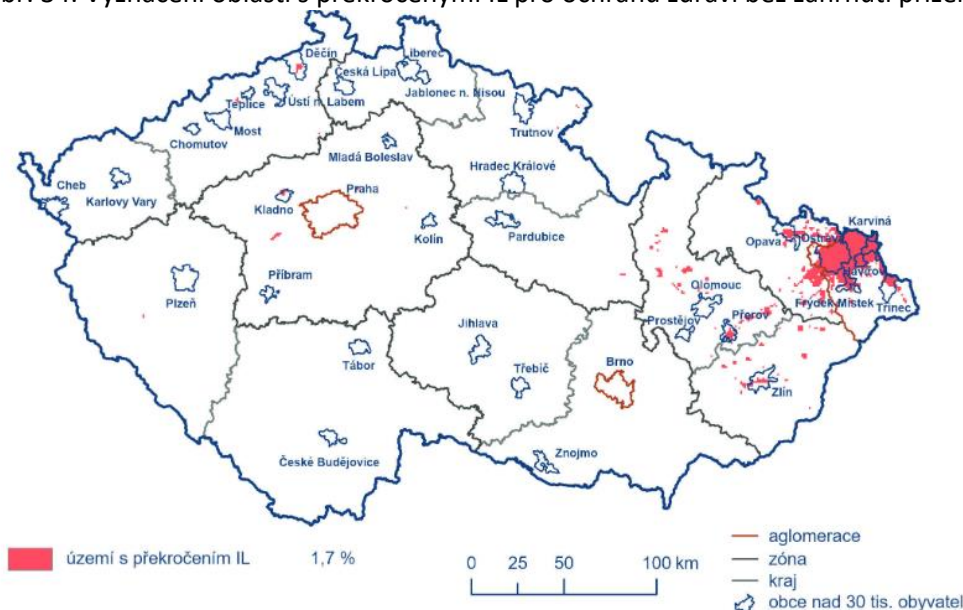 Děčín
Liberec
Česká Lípa
Jablonec n. Nisou
Teplice
Ústí n. Labem
Most
Chomutov
Trutnov
Mladá Boleslav
Hradec Králové
Cheb
Karlovy Vary
Praha
Kladno
Kolín
Pardubice
Karviná
Opava
Ostrava
Havířov
Plzeň
Příbram
Olomouc
Frýdek-Místek
Třinec
Prostějov
Přerov
Jihlava
Tábor
Třebíč
Brno
Zlín
České Budějovice
Znojmo
území s překročením IL 1,7 %
0 25 50 100 km
aglomerace
zóna
kraj
obce nad 30 tis. obyvatel